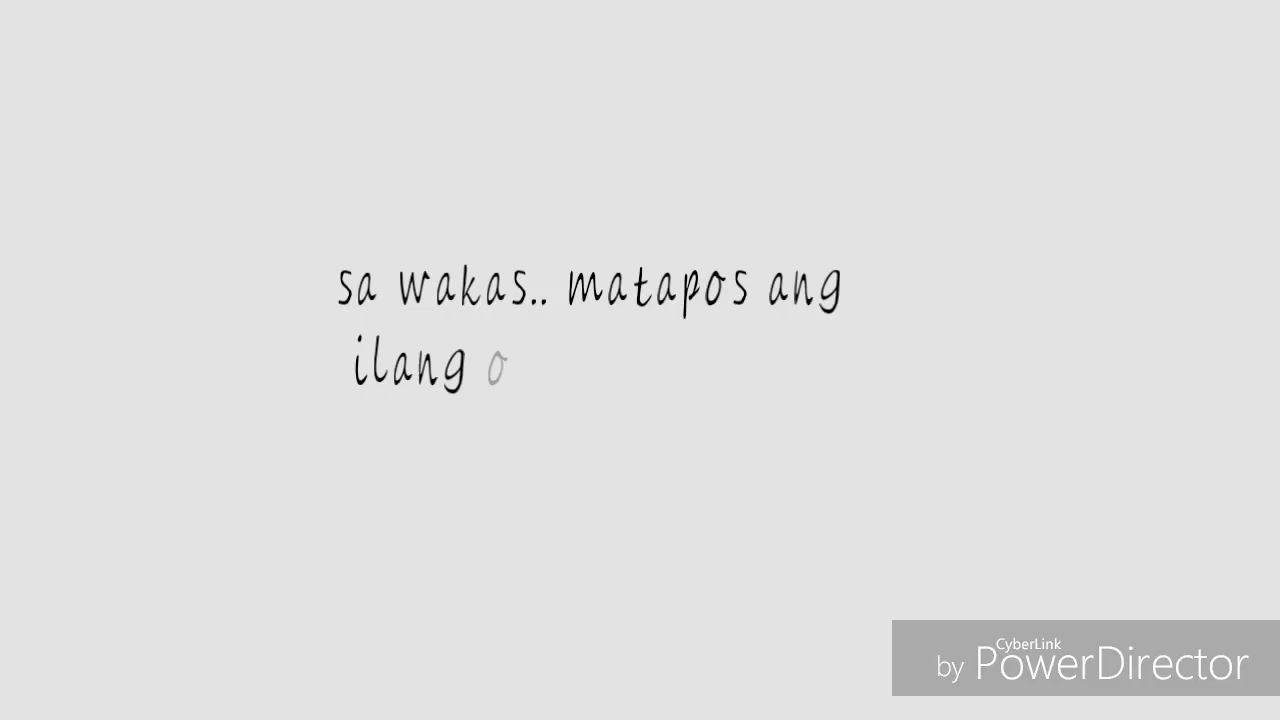 sa wakas.. matapos ang
ilang o
CyberLink
by PowerDirector